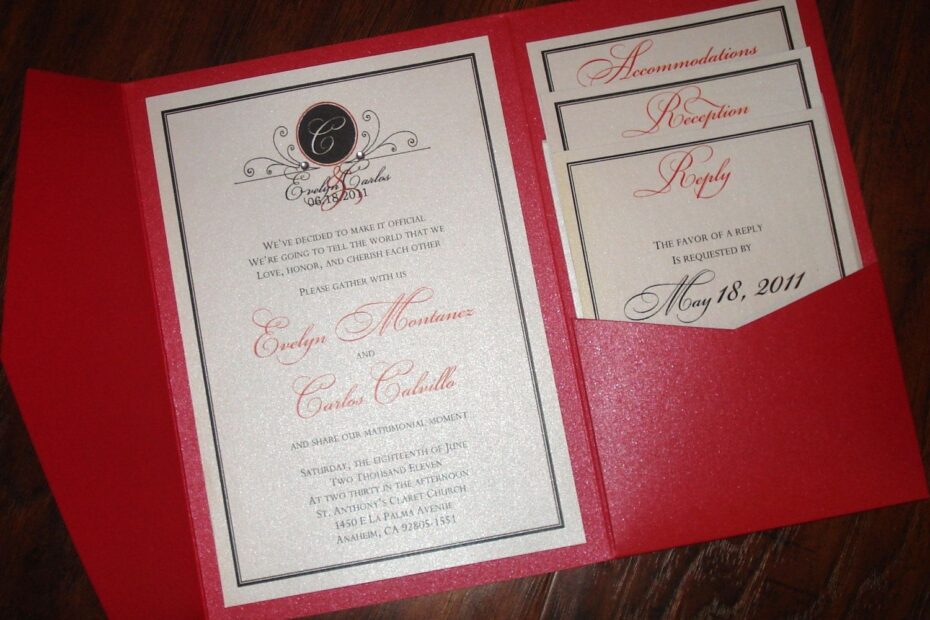 C
Evelyn & Carlos
06.18.2011
We've decided to make it official
We're going to tell the world that we
Love, honor, and cherish each other
Please gather with us
Evelyn Montanez
and
Carlos Calvillo
and share our matrimonial moment
Saturday, the eighteenth of June
Two Thousand Eleven
At two thirty in the afternoon
St. Anthony's Claret Church
1450 E La Palma Avenue
Anaheim, CA 92805-1551
Accommodations
Reception
Reply
The favor of a reply
Is requested by
May 18, 2011